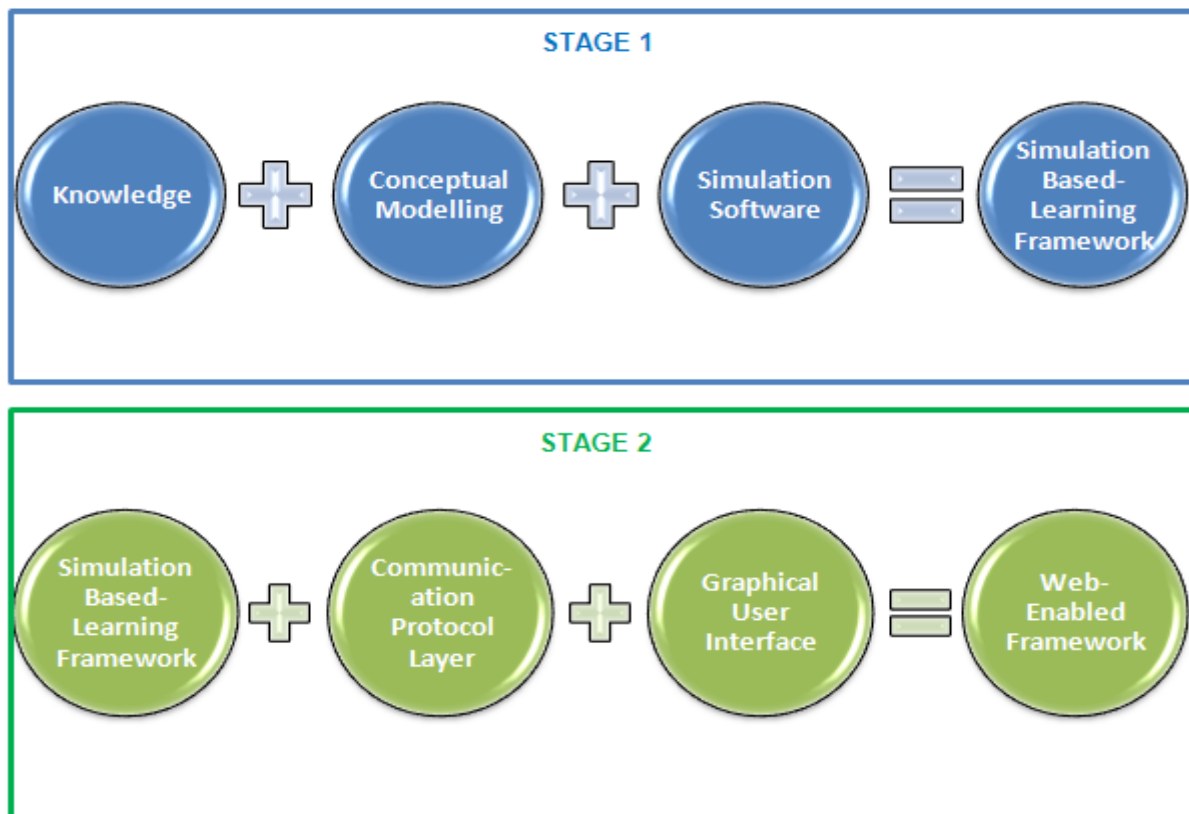 STAGE 1
Knowledge
Conceptual
Modelling
Simulation
Software
Simulation
Based-
Learning
Framework
STAGE 2
Simulation
Based-
Learning
Framework
Communic-
ation
Protocol
Layer
Graphical
User
Interface
Web-
Enabled
Framework